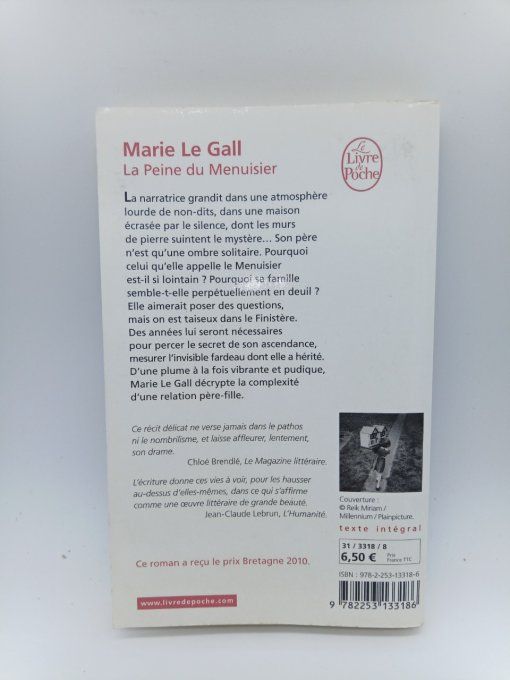 Marie Le Gall
La Peine du Menuisier
Le
Livre
de
Poche
La narratrice grandit dans une atmosphère
lourde de non-dits, dans une maison
écrasée par le silence, dont les murs
de pierre suintent le mystère... Son père
n'est qu'une ombre solitaire. Pourquoi
celui qu'elle appelle le Menuisier
est-il si lointain ? Pourquoi sa famille
semble-t-elle perpétuellement en deuil ?
Elle aimerait poser des questions,
mais on est taiseux dans le Finistère.
Des années lui seront nécessaires
pour percer le secret de son ascendance,
mesurer l'invisible fardeau dont elle a hérité.
D'une plume à la fois vibrante et pudique,
Marie Le Gall décrypte la complexité
d'une relation père-fille.
Ce récit délicat ne verse jamais dans le pathos
ni le nombrilisme, et laisse affleurer, lentement,
son drame.
Chloé Brendlé, Le Magazine littéraire.
L'écriture donne ces vies à voir, pour les hausser
au-dessus d'elles-mêmes, dans ce qui s'affirme
comme une œuvre littéraire de grande beauté.
Jean-Claude Lebrun, L'Humanité.
Ce roman a reçu le prix Bretagne 2010.
www.livredepoche.com
Couverture :
© Reik Miriam /
Millennium / Plainpicture.
texte intégral
31 / 3318 / 8
6,50 € Prix
France TTC
ISBN : 978-2-253-13318-6
9 782253 133186